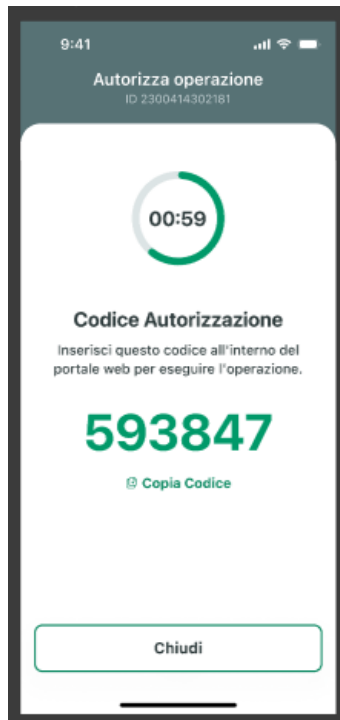 9:41
Autorizza operazione
ID 2300414302181
00:59
Codice Autorizzazione
Inserisci questo codice all'interno del
portale web per eseguire l'operazione.
593847
Copia Codice
Chiudi